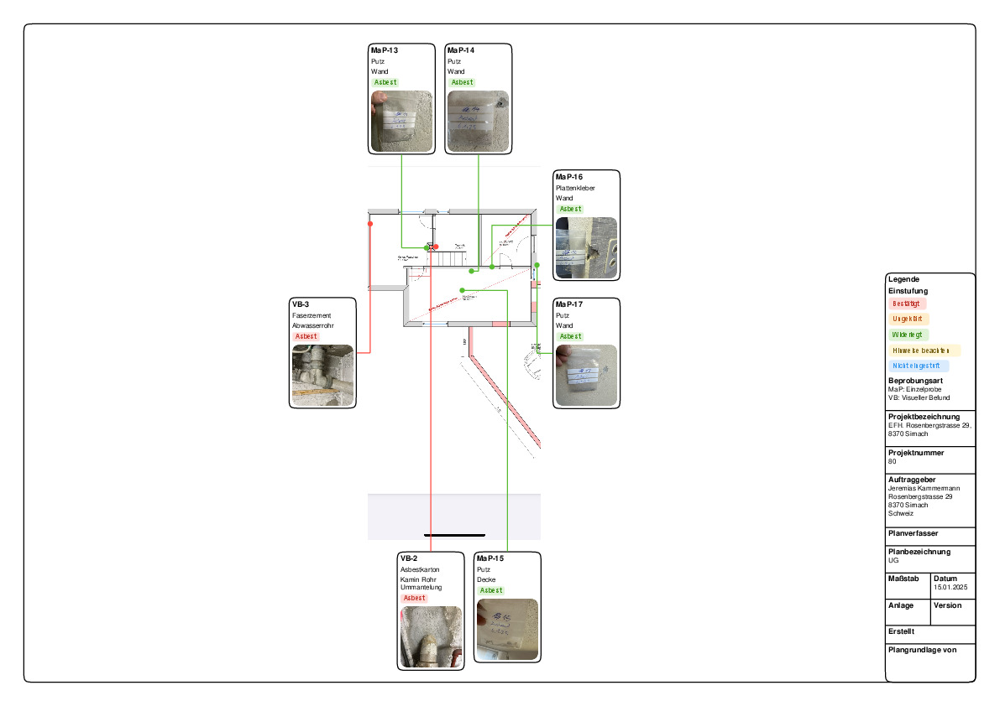 MaP-13
Putz
Wand
Asbest
MaP-14
Putz
Wand
Asbest
MaP-16
Plattenkleber
Wand
Asbest
VB-3
Faserzement
Abwasserrohr
Asbest
MaP-17
Putz
Wand
Asbest
VB-2
Asbestkarton
Kamin Rohr
Ummantelung
Asbest
MaP-15
Putz
Decke
Asbest
Legende
Einstufung
Bestätigt
Ungeklärt
Widerlegt
Hinweise beachten
Nicht eingestuft
Beprobungsart
MaP: Einzelprobe
VB: Visueller Befund
Projektbezeichnung
EFH. Rosenbergstrasse 29,
8370 Sirnach
Projektnummer
80
Auftraggeber
Jeremias Kammermann
Rosenbergstrasse 29
8370 Sirnach
Schweiz
Planverfasser
Planbezeichnung
UG
Maßstab
Datum
15.01.2025
Anlage
Version
Erstellt
Plangrundlage von